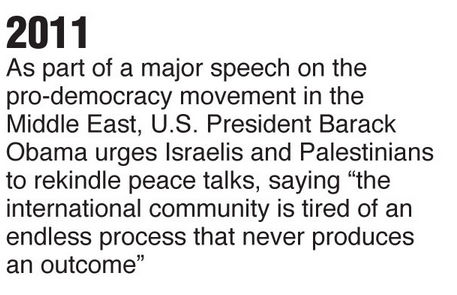 2011
As part of a major speech on the
pro-democracy movement in the
Middle East, U.S. President Barack
Obama urges Israelis and Palestinians
to rekindle peace talks, saying “the
international community is tired of an
endless process that never produces
an outcome”